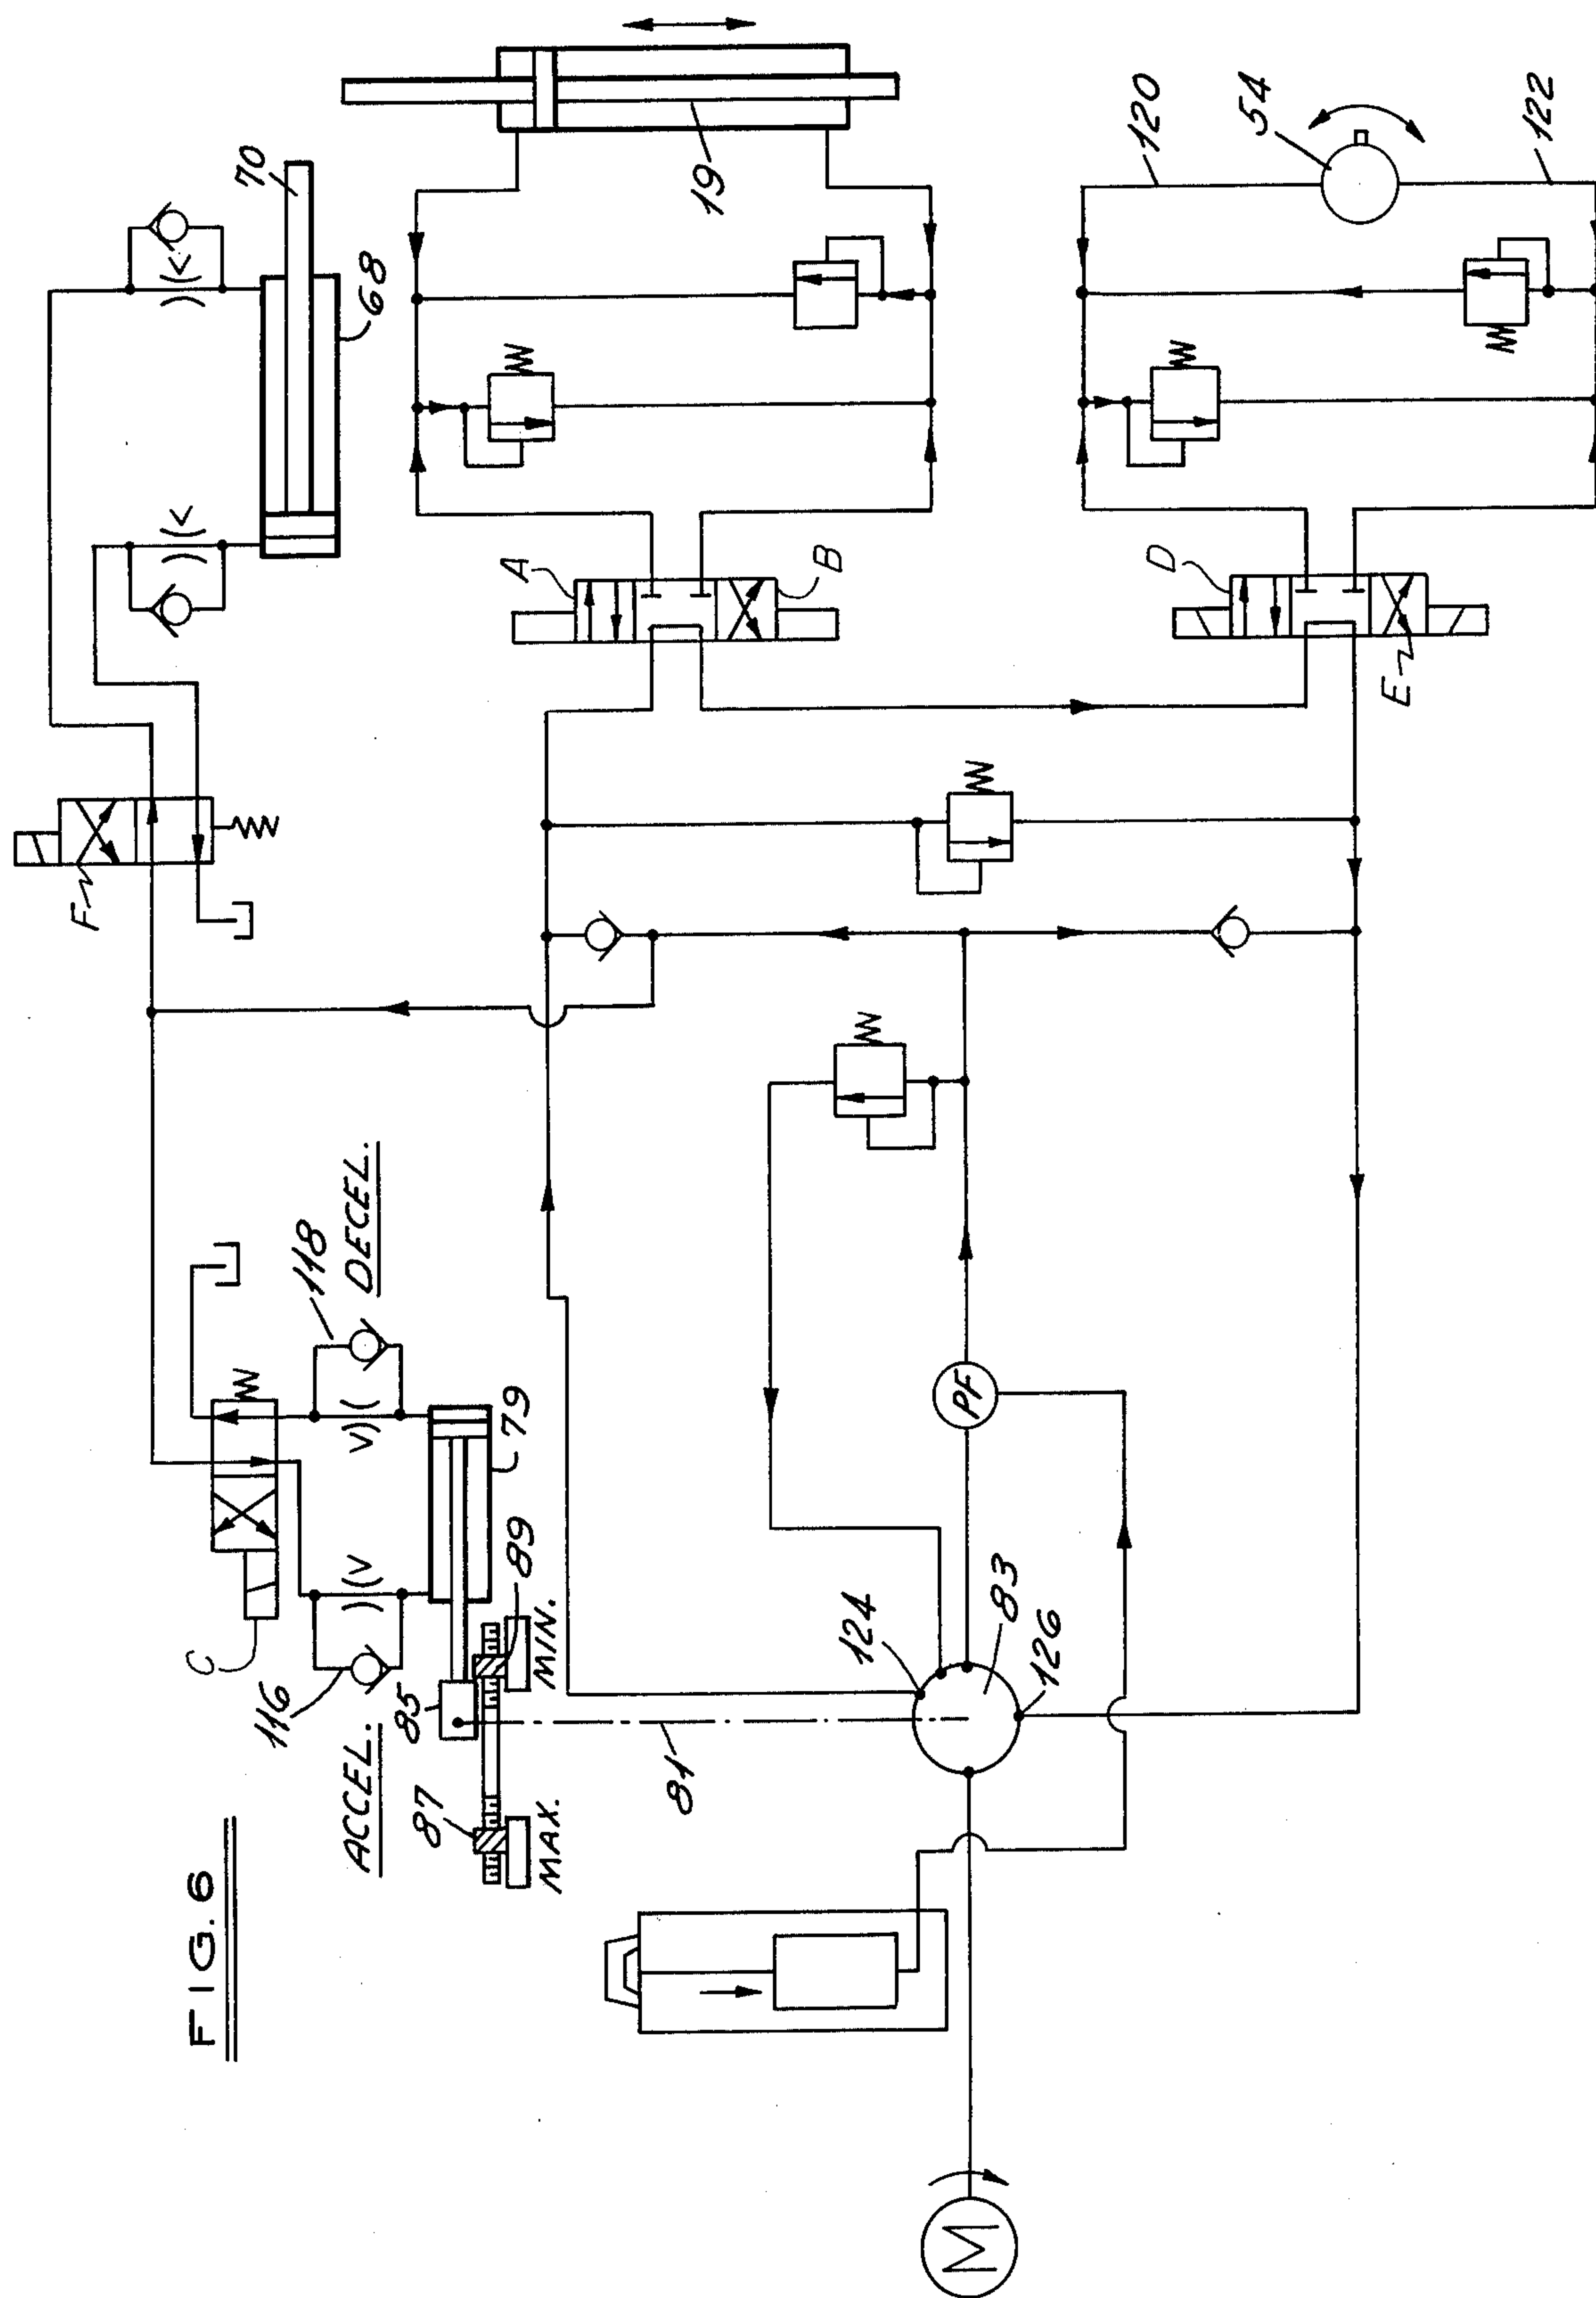 FIG. 6
ACCEL.
116
C
118
DECEL.
87
85
89
79
MAX.
MIN.
81
124
83
126
PF
M
F
70
68
A
B
19
D
E
120
54
122